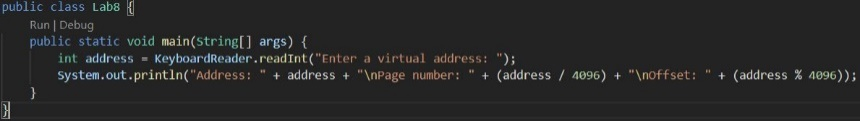 public class Lab8 {
Run | Debug
public static void main(String[] args) {
int address = KeyboardReader.readInt("Enter a virtual address: ");
System.out.println("Address: " + address + "\nPage number: " + (address / 4096) + "\nOffset: " + (address % 4096));
}
}